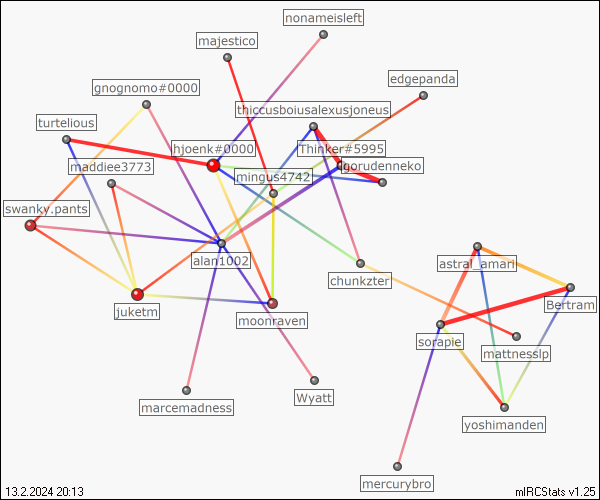 nonameisleft
majestico
edgepanda
gnognomo#0000
thiccusboiusalexusjoneus
turtelious
hjoenk#0000
Thinker#5995
maddiee3773
gorudenneko
mingus4742
swanky.pants
alan1002
astral_amari
chunkzter
Bertram
juketm
moonraven
sorapie
mattnesslp
Wyatt
marcemadness
yoshimanden
mercurybro
13.2.2024 20:13
mIRCStats v1.25